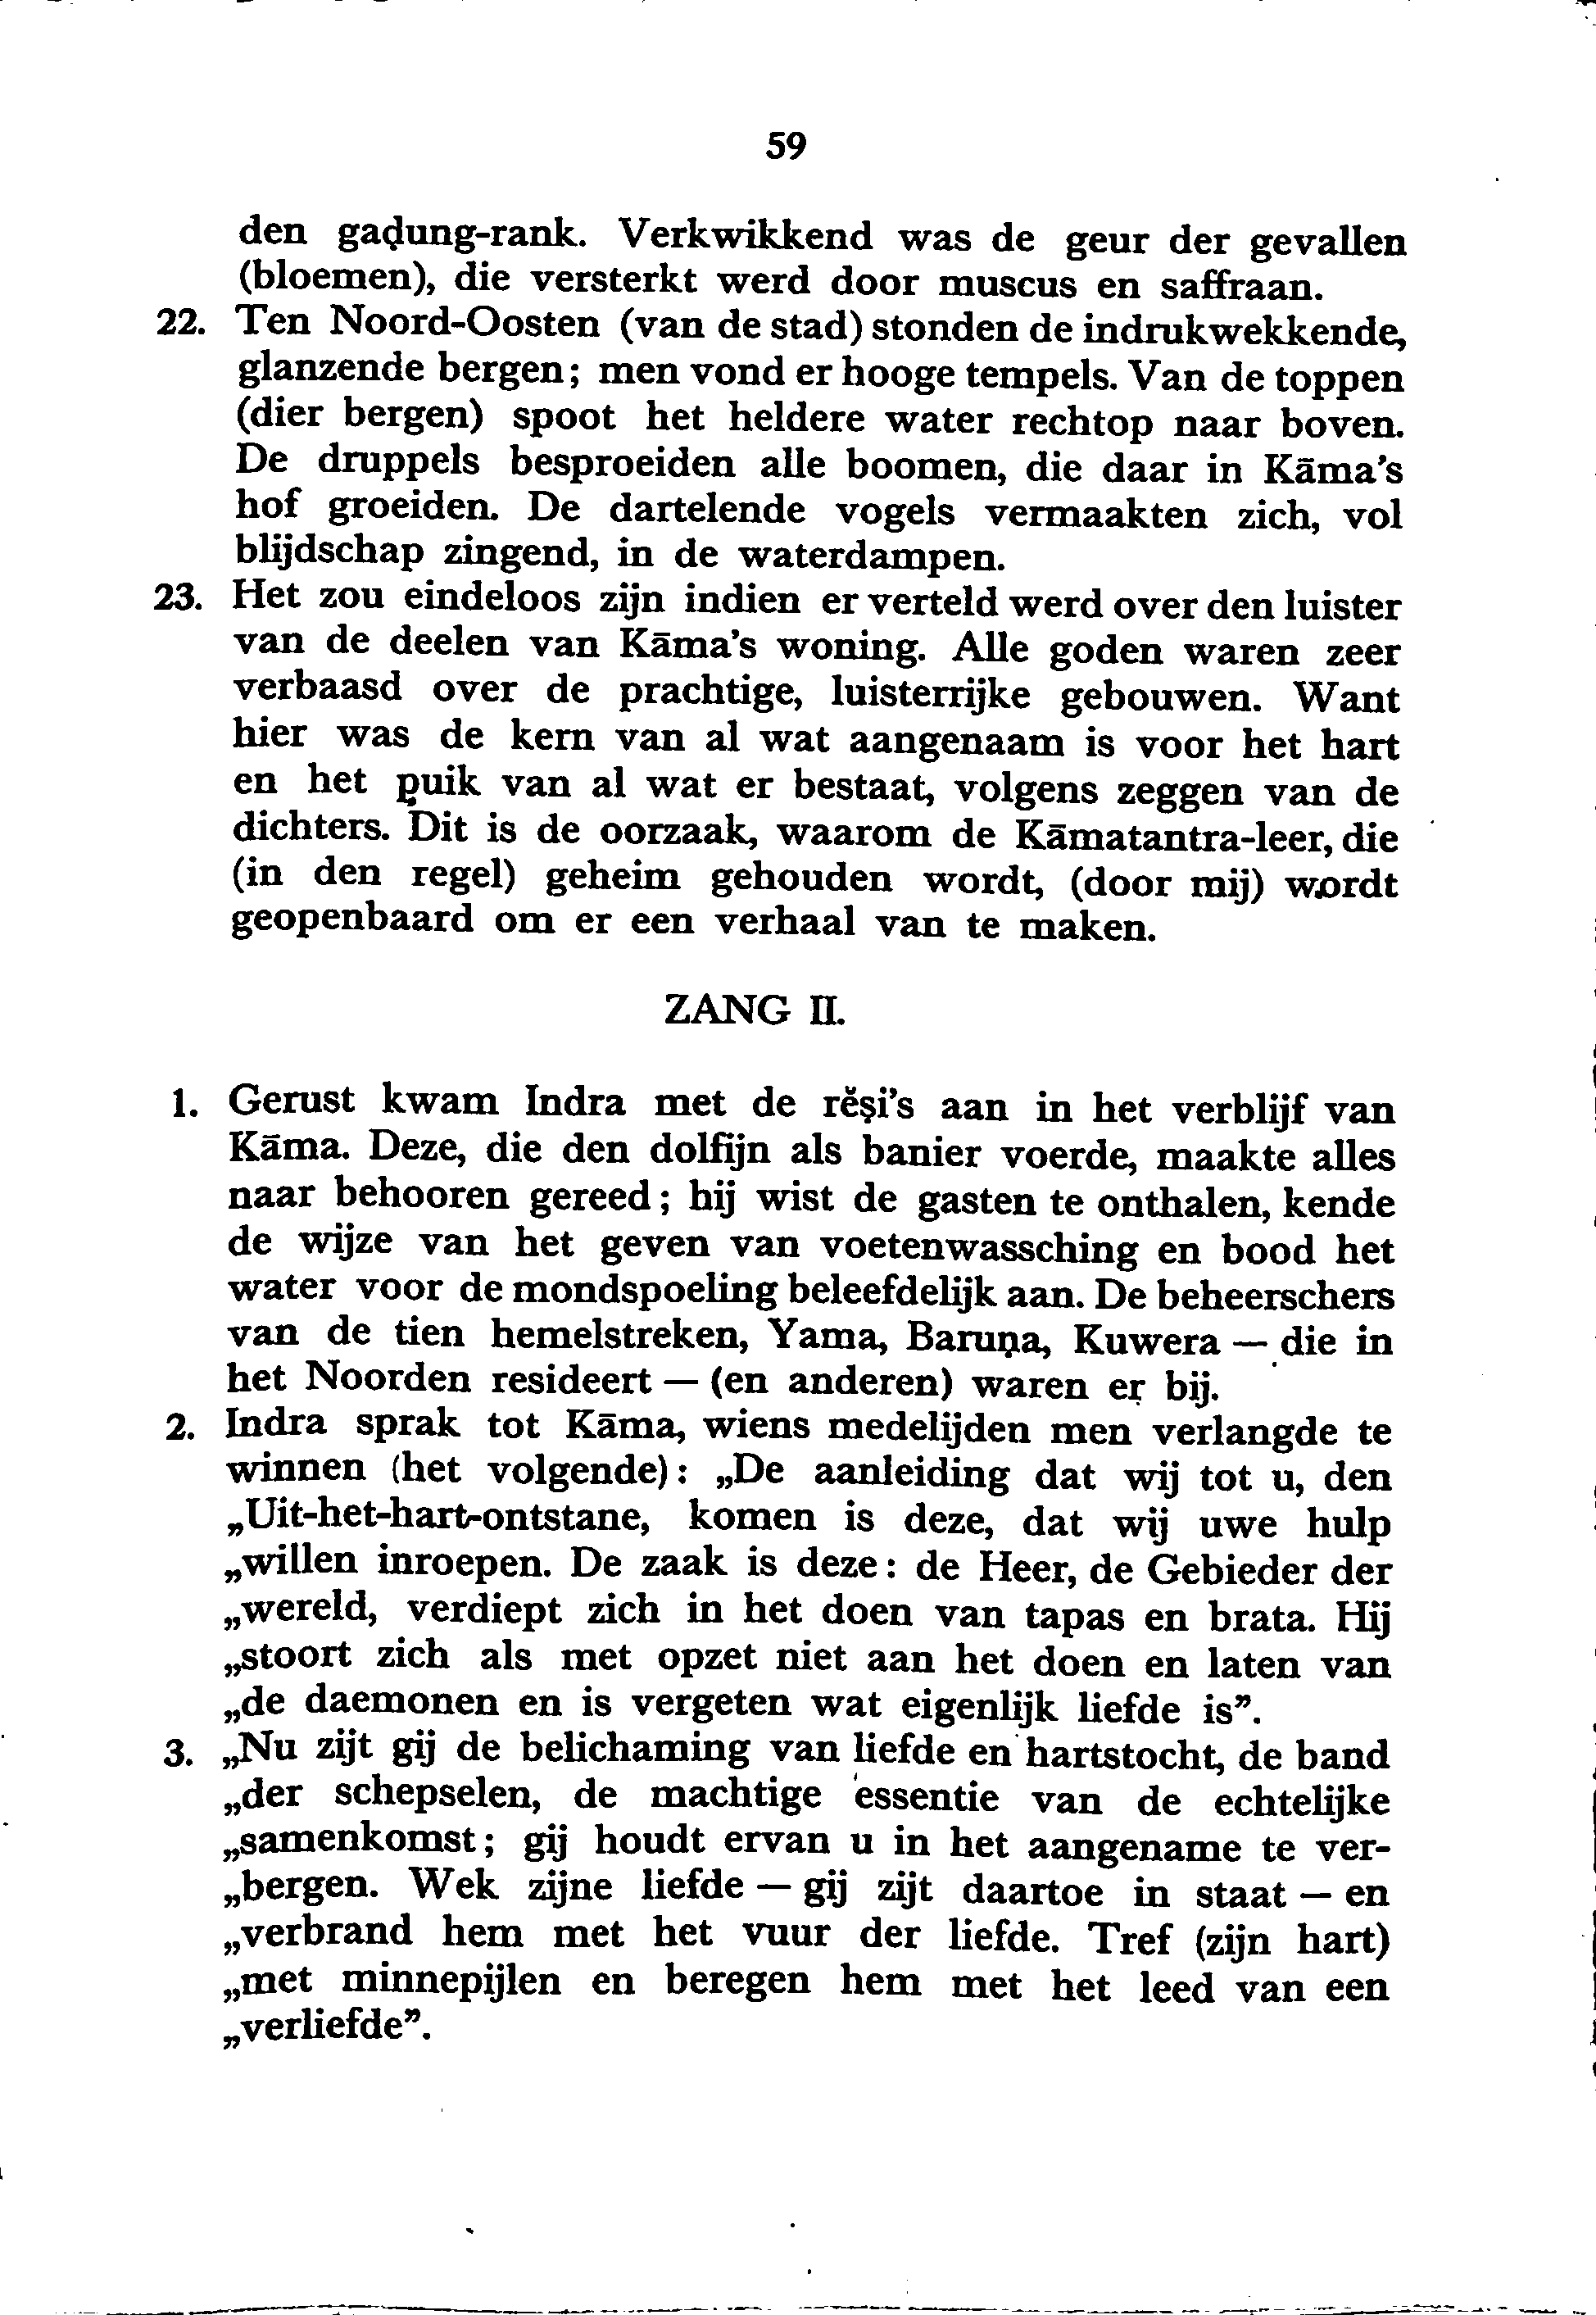 59
den gaḍung-rank. Verkwikkend was de geur der gevallen
(bloemen), die versterkt werd door muscus en saffraan.
22. Ten Noord-Oosten (van de stad) stonden de indrukwekkende,
glanzende bergen; men vond er hooge tempels. Van de toppen
(dier bergen) spoot het heldere water rechtop naar boven.
De druppels besproeiden alle boomen, die daar in Kāma's
hof groeiden. De dartelende vogels vermaakten zich, vol
blijdschap zingend, in de waterdampen.
23. Het zou eindeloos zijn indien er verteld werd over den luister
van de deelen van Kāma's woning. Alle goden waren zeer
verbaasd over de prachtige, luisterrijke gebouwen. Want
hier was de kern van al wat aangenaam is voor het hart
en het puik van al wat er bestaat, volgens zeggen van de
dichters. Dit is de oorzaak, waarom de Kāmatantra-leer, die
(in den regel) geheim gehouden wordt, (door mij) wordt
geopenbaard om er een verhaal van te maken.
ZANG II.
1. Gerust kwam Indra met de rĕṣi's aan in het verblijf van
Kāma. Deze, die den dolfijn als banier voerde, maakte alles
naar behooren gereed; hij wist de gasten te onthalen, kende
de wijze van het geven van voetenwassching en bood het
water voor de mondspoeling beleefdelijk aan. De beheerschers
van de tien hemelstreken, Yama, Baruṇa, Kuwera — die in
het Noorden resideert — (en anderen) waren er bij.
2. Indra sprak tot Kāma, wiens medelijden men verlangde te
winnen (het volgende): „De aanleiding dat wij tot u, den
„Uit-het-hart-ontstane, komen is deze, dat wij uwe hulp
„willen inroepen. De zaak is deze: de Heer, de Gebieder der
„wereld, verdiept zich in het doen van tapas en brata. Hij
„stoort zich als met opzet niet aan het doen en laten van
„de daemonen en is vergeten wat eigenlijk liefde is”.
3. „Nu zijt gij de belichaming van liefde en hartstocht, de band
„der schepselen, de machtige essentie van de echtelijke
„samenkomst; gij houdt ervan u in het aangename te ver-
„bergen. Wek zijne liefde — gij zijt daartoe in staat — en
„verbrand hem met het vuur der liefde. Tref (zijn hart)
„met minnepijlen en beregen hem met het leed van een
„verliefde”.